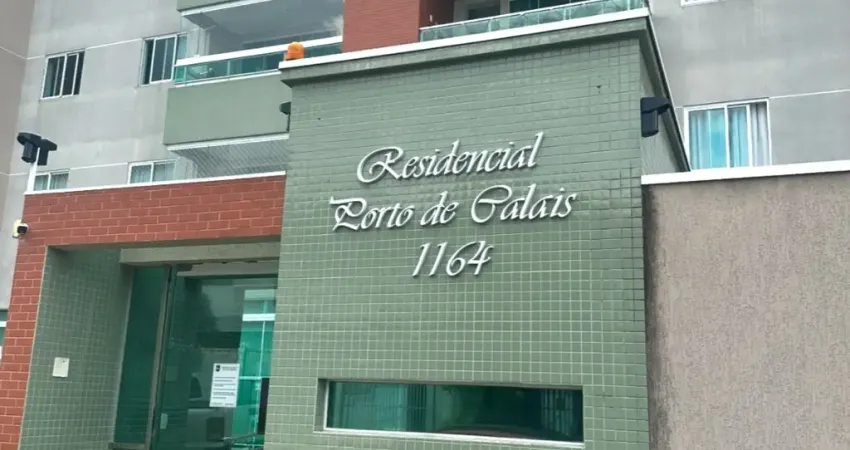 Residencial
Porto de Calais
1164